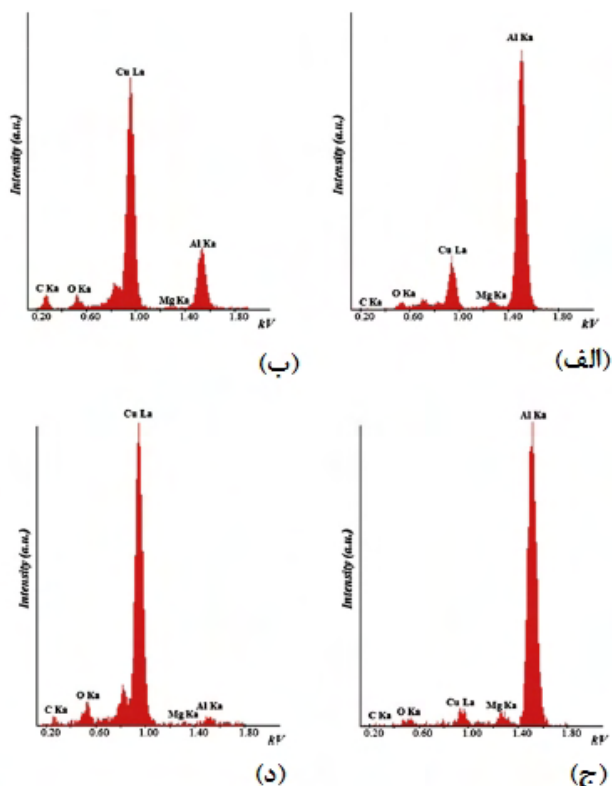 Cu La
Al Ka
C Ka
O Ka
Mg Ka
Intensity (a.u.)
0.20 0.60 1.00 1.40 1.80
kV
(ب)
Al Ka
Cu La
C Ka
O Ka
Mg Ka
Intensity (a.u.)
0.20 0.60 1.00 1.40 1.80
kV
(الف)
Cu La
C Ka
O Ka
Mg Ka
Al Ka
Intensity (a.u.)
0.20 0.60 1.00 1.40 1.80
kV
(د)
Al Ka
C Ka
O Ka
Cu La
Mg Ka
Intensity (a.u.)
0.20 0.60 1.00 1.40 1.80
kV
(ج)